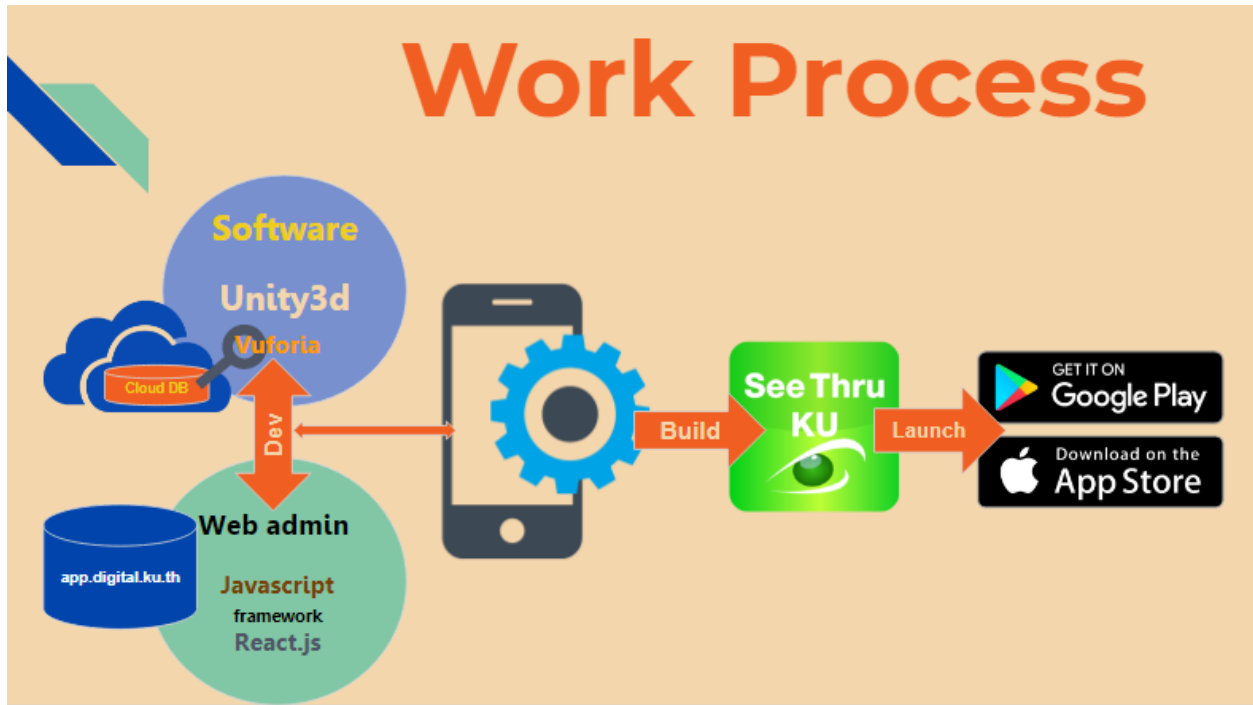 Work Process
Software
Unity3d
Vuforia
Cloud DB
Dev
Web admin
app.digital.ku.th
Javascript
framework
React.js
Build
See Thru
KU
Launch
GET IT ON
Google Play
Download on the
App Store